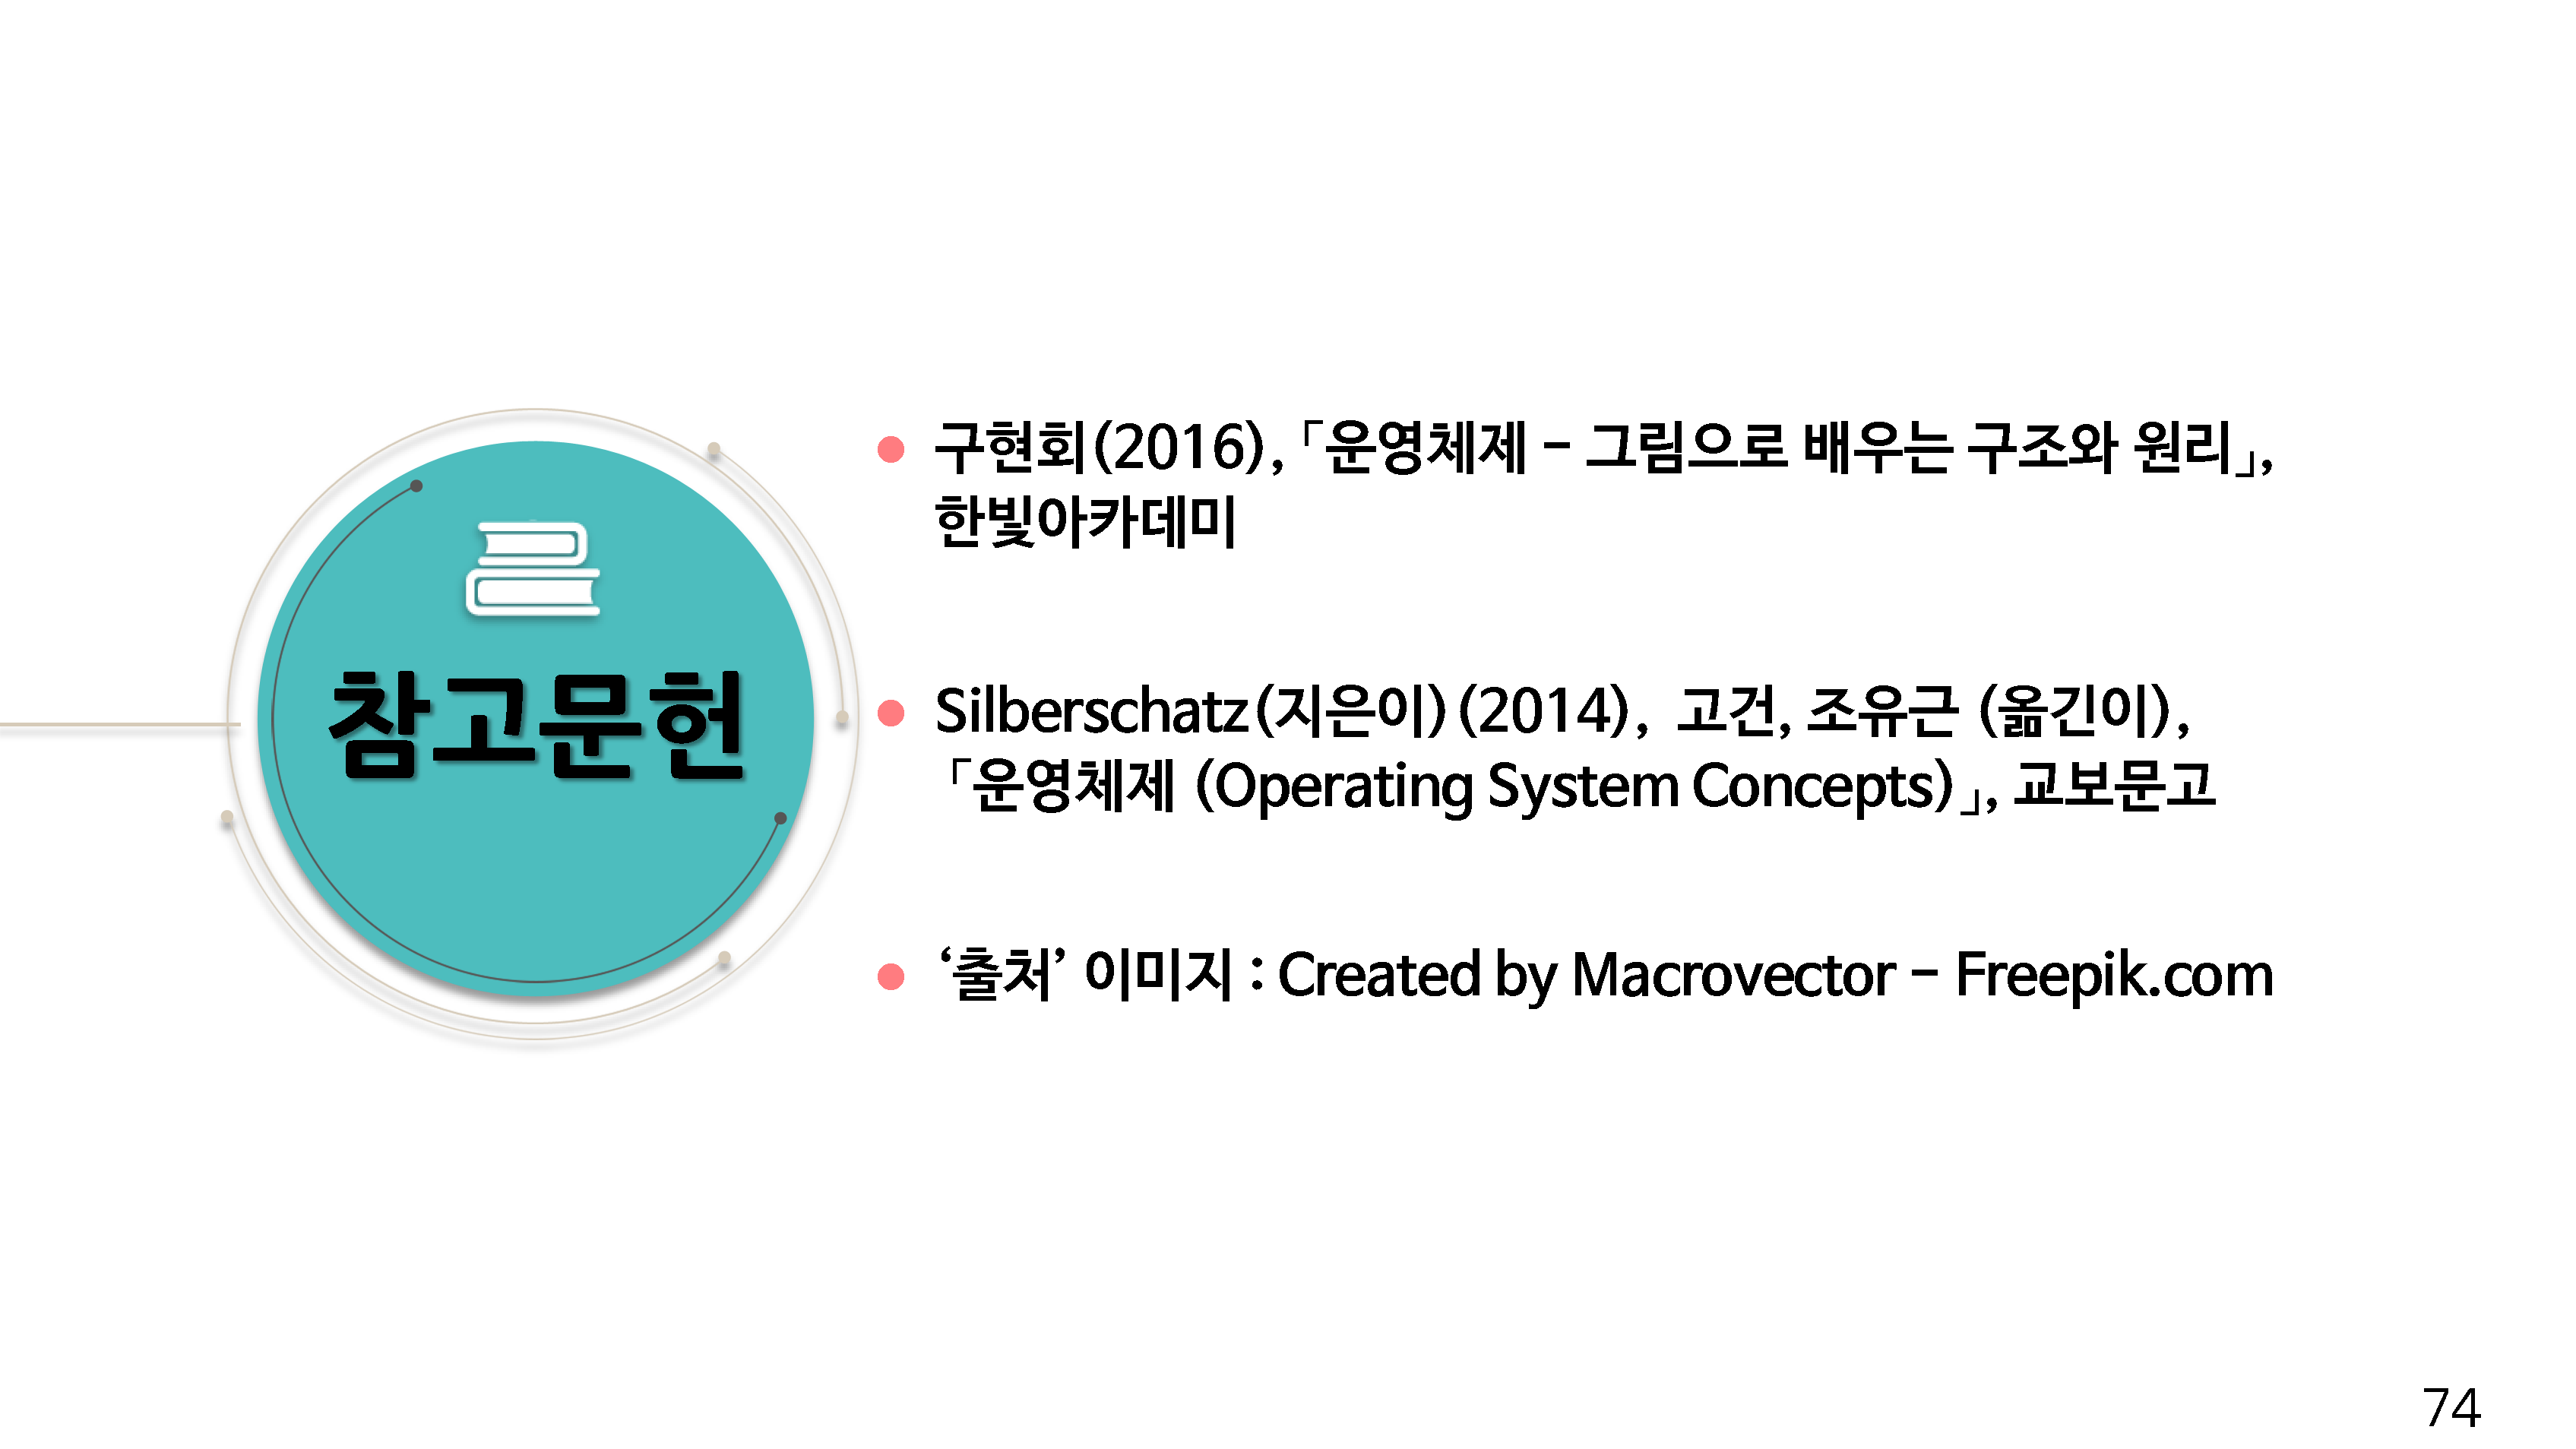 참고문헌
● 구현회(2016), 「운영체제 – 그림으로 배우는 구조와 원리」,
한빛아카데미
● Silberschatz(지은이)(2014), 고건, 조유근 (옮긴이),
「운영체제 (Operating System Concepts)」, 교보문고
● ‘출처’ 이미지 : Created by Macrovector – Freepik.com
74